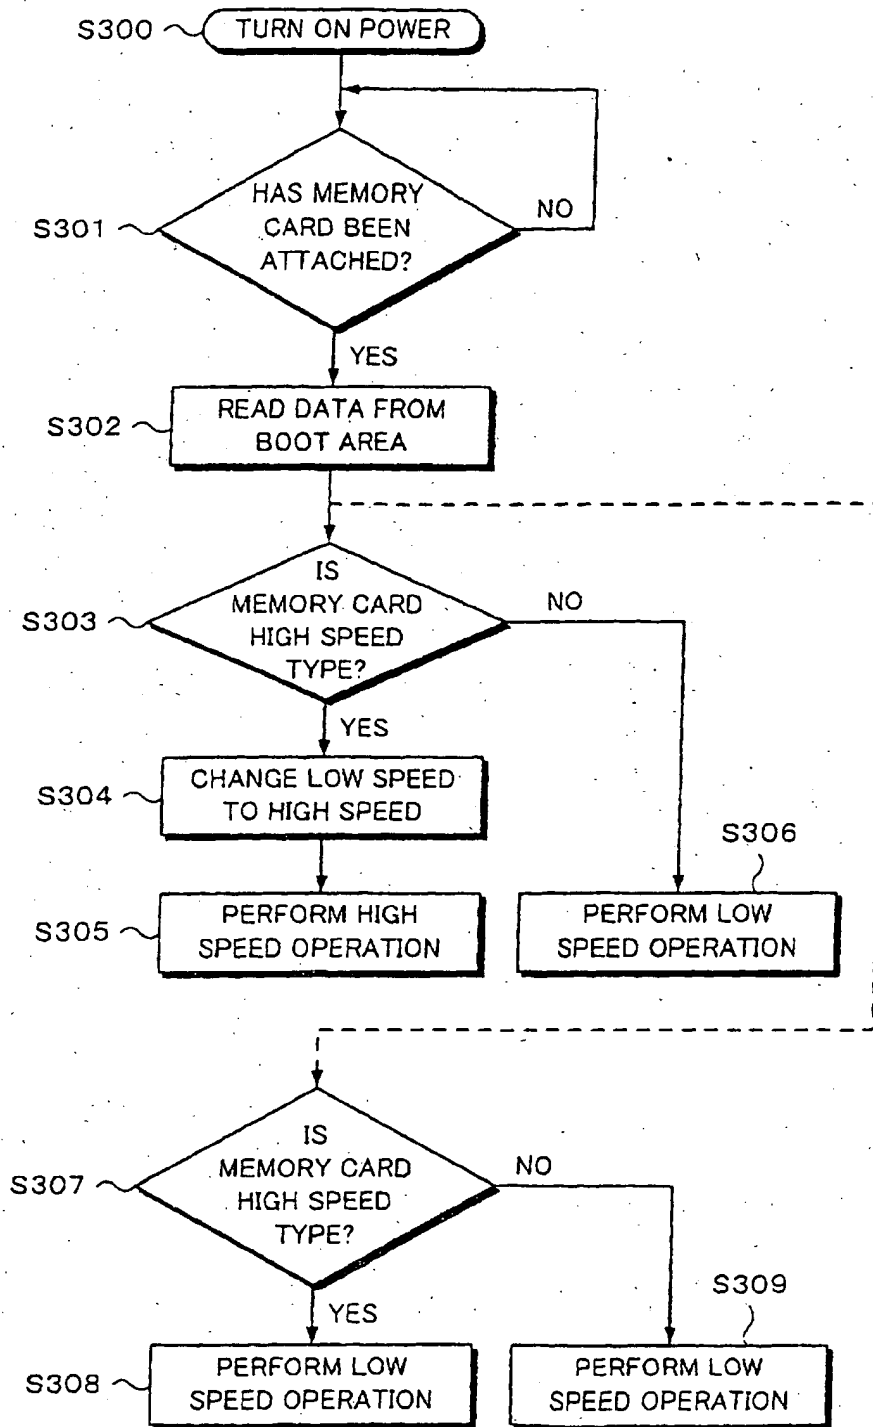 S300
TURN ON POWER
S301
HAS MEMORY
CARD BEEN
ATTACHED?
NO
YES
S302
READ DATA FROM
BOOT AREA
S303
IS
MEMORY CARD
HIGH SPEED
TYPE?
NO
YES
S304
CHANGE LOW SPEED
TO HIGH SPEED
S306
S305
PERFORM HIGH
SPEED OPERATION
PERFORM LOW
SPEED OPERATION
S307
IS
MEMORY CARD
HIGH SPEED
TYPE?
NO
YES
S309
S308
PERFORM LOW
SPEED OPERATION
PERFORM LOW
SPEED OPERATION